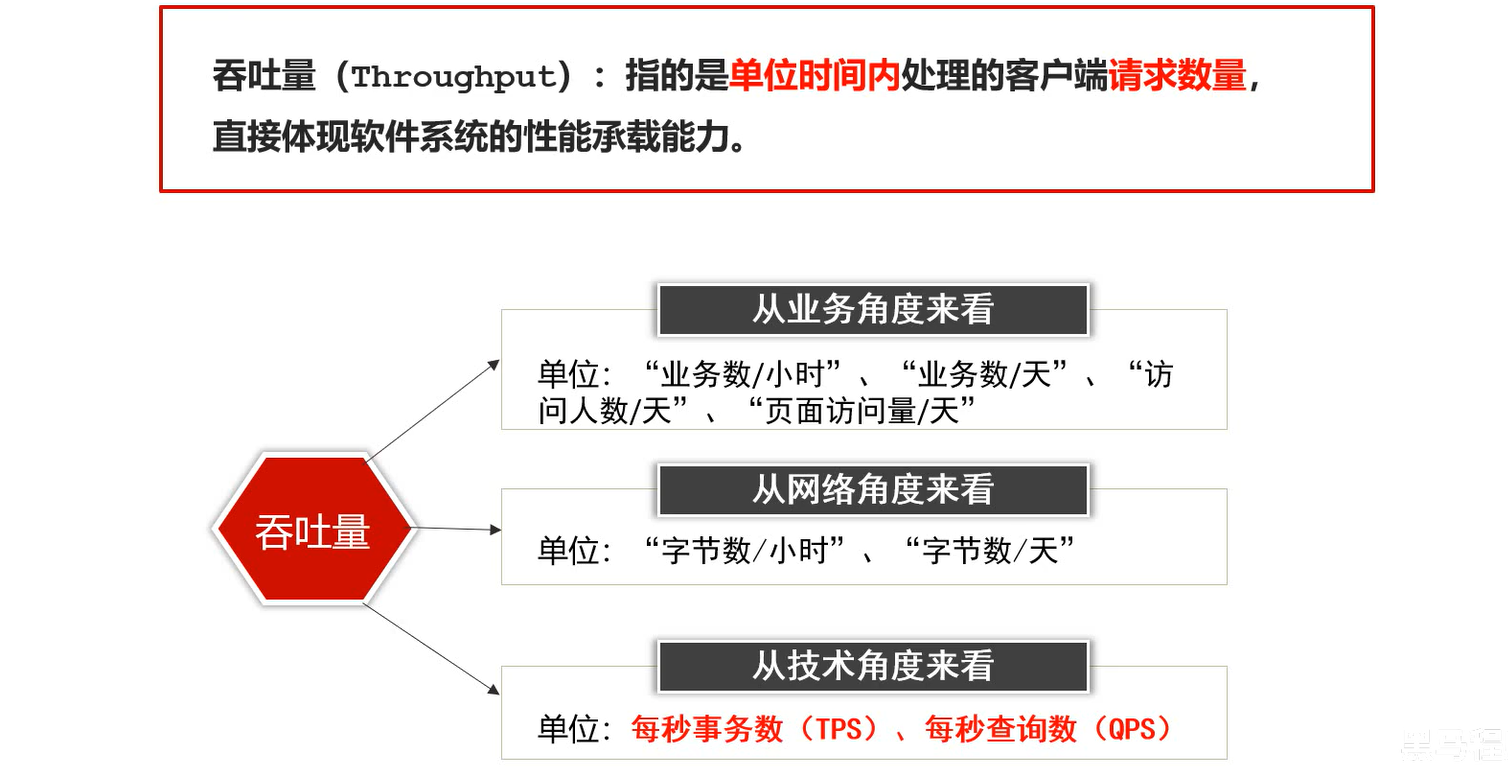 吞吐量（Throughput）：指的是单位时间内处理的客户端请求数量，
直接体现软件系统的性能承载能力。
从业务角度来看
单位：“业务数/小时”、“业务数/天”、“访
问人数/天”、“页面访问量/天”
吞吐量
从网络角度来看
单位：“字节数/小时”、“字节数/天”
从技术角度来看
单位：每秒事务数（TPS）、每秒查询数（QPS）